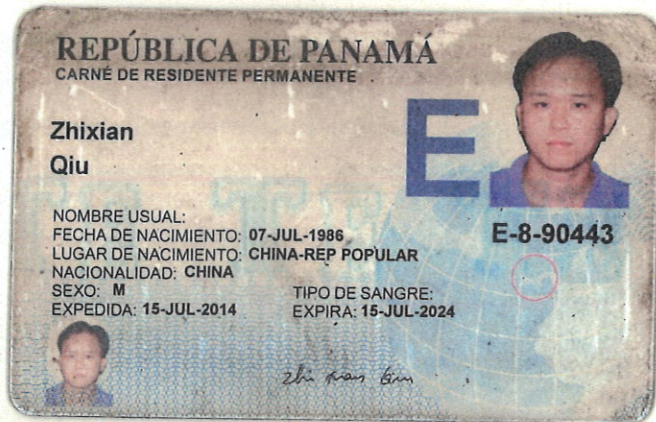 REPÚBLICA DE PANAMÁ
CARNÉ DE RESIDENTE PERMANENTE
Zhixian
Qiu
E
E-8-90443
NOMBRE USUAL:
FECHA DE NACIMIENTO: 07-JUL-1986
LUGAR DE NACIMIENTO: CHINA-REP POPULAR
NACIONALIDAD: CHINA
SEXO: M TIPO DE SANGRE:
EXPEDIDA: 15-JUL-2014 EXPIRA: 15-JUL-2024